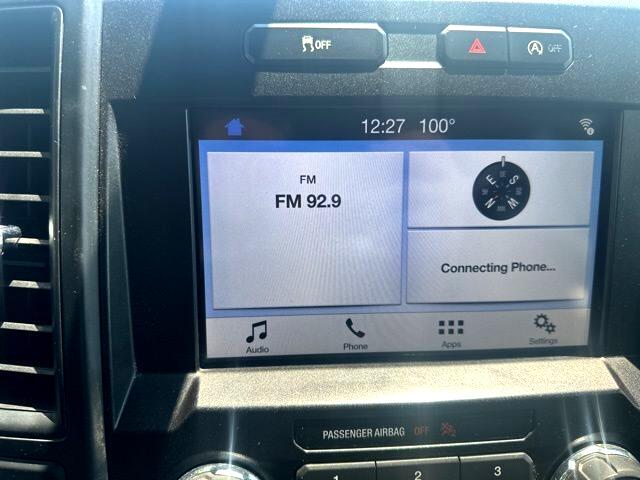 OFF
A OFF
12:27 100°
FM
FM 92.9
E S
N W
Connecting Phone...
Audio Phone Apps Settings
PASSENGER AIRBAG OFF
1 2 3